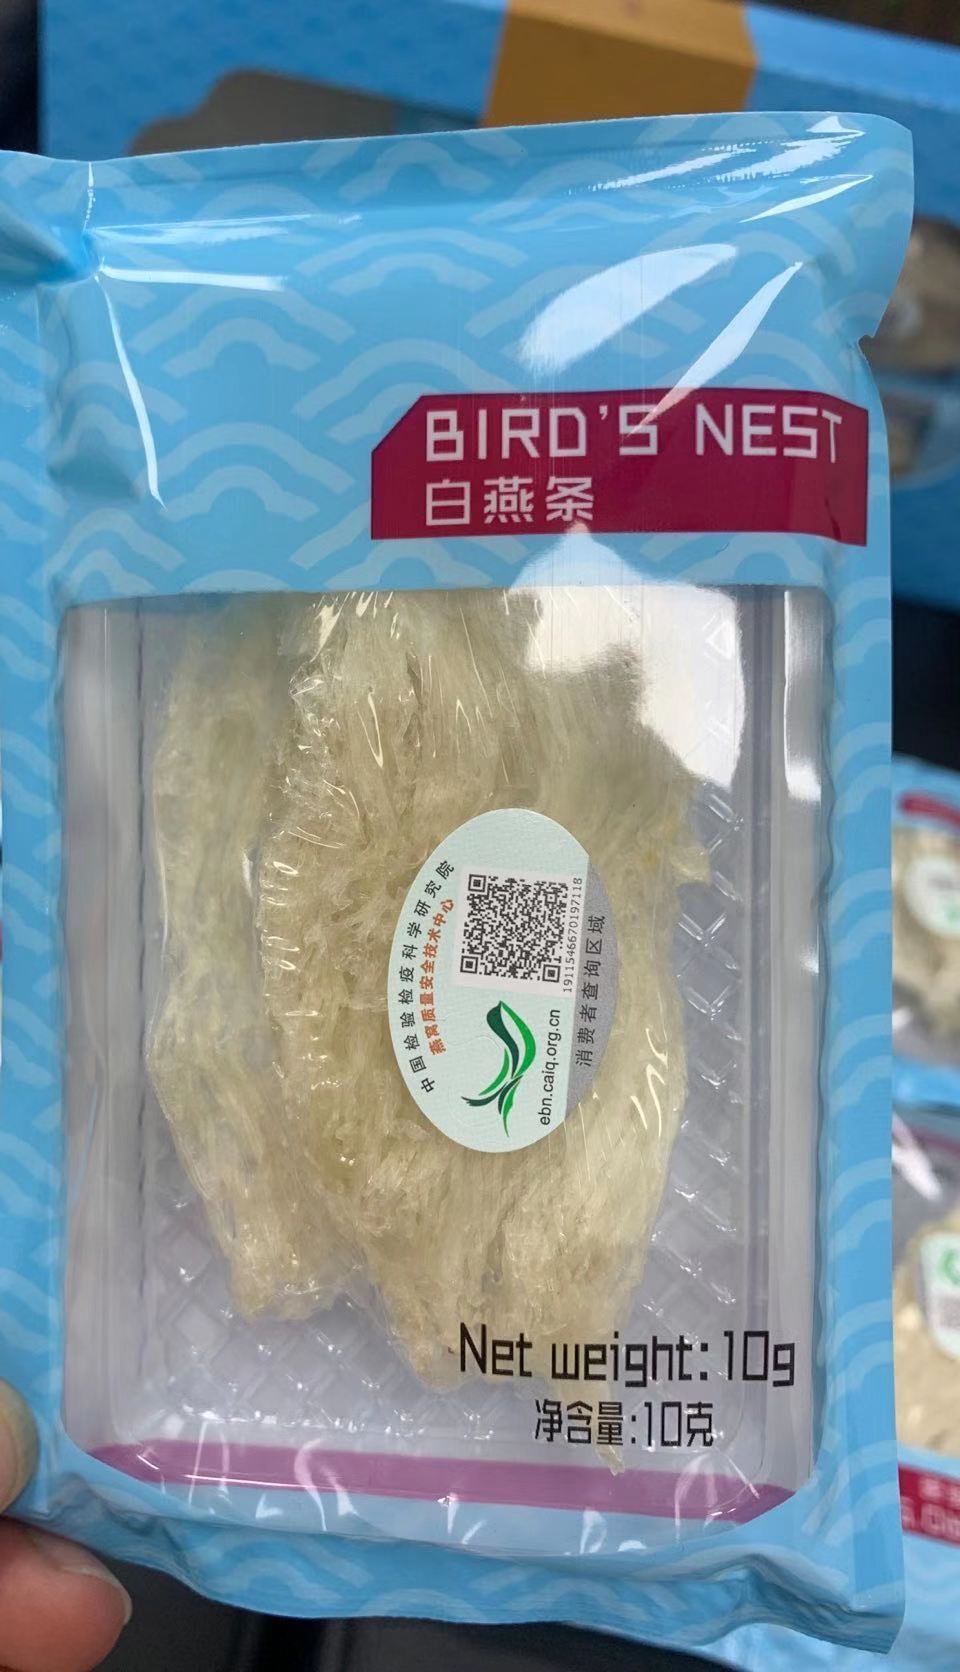 BIRD'S NEST
白燕条
中国检验检疫科学研究院
燕窝质量安全技术中心
ebn.caiq.org.cn
1911546670197118
消费者查询区域
Net weight:10g
净含量:10克